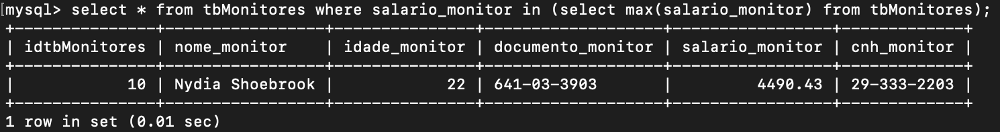 [mysql> select * from tbMonitores where salario_monitor in (select max(salario_monitor) from tbMonitores);
+---------------+-----------------+---------------+-------------------+-----------------+-------------+
| idtbMonitores | nome_monitor    | idade_monitor | documento_monitor | salario_monitor | cnh_monitor |
+---------------+-----------------+---------------+-------------------+-----------------+-------------+
|            10 | Nydia Shoebrook |            22 | 641-03-3903       |         4490.43 | 29-333-2203 |
+---------------+-----------------+---------------+-------------------+-----------------+-------------+
1 row in set (0.01 sec)